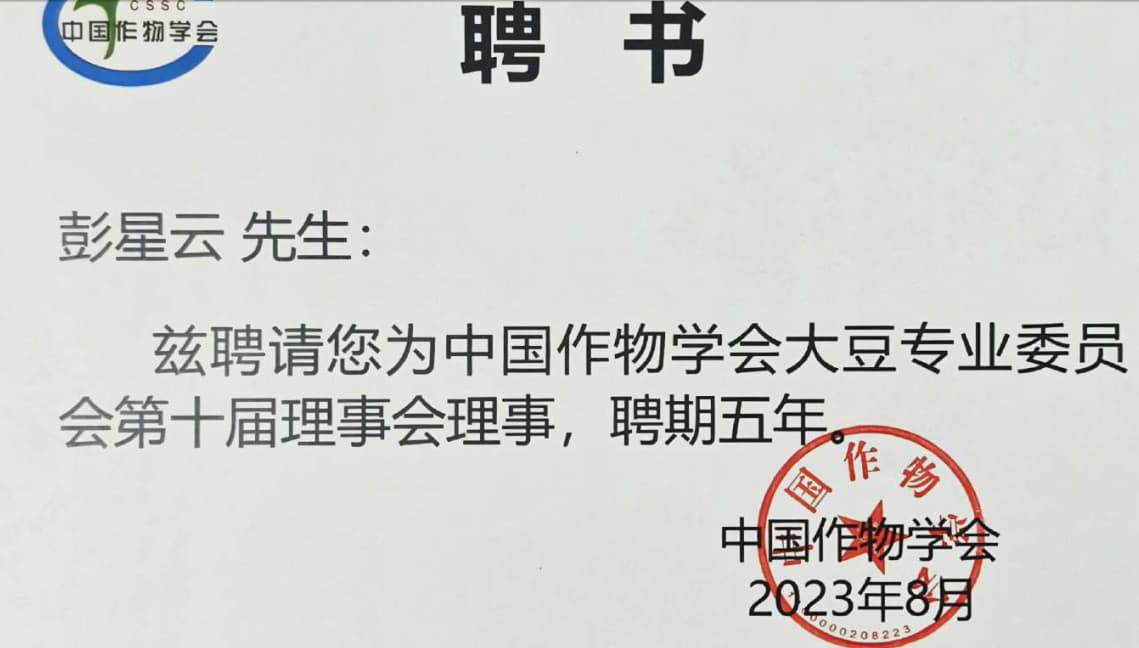 CSSC
中国作物学会
聘 书
彭星云 先生：
兹聘请您为中国作物学会大豆专业委员
会第十届理事会理事，聘期五年。
中国作物学会
中国作物学会
2023年8月